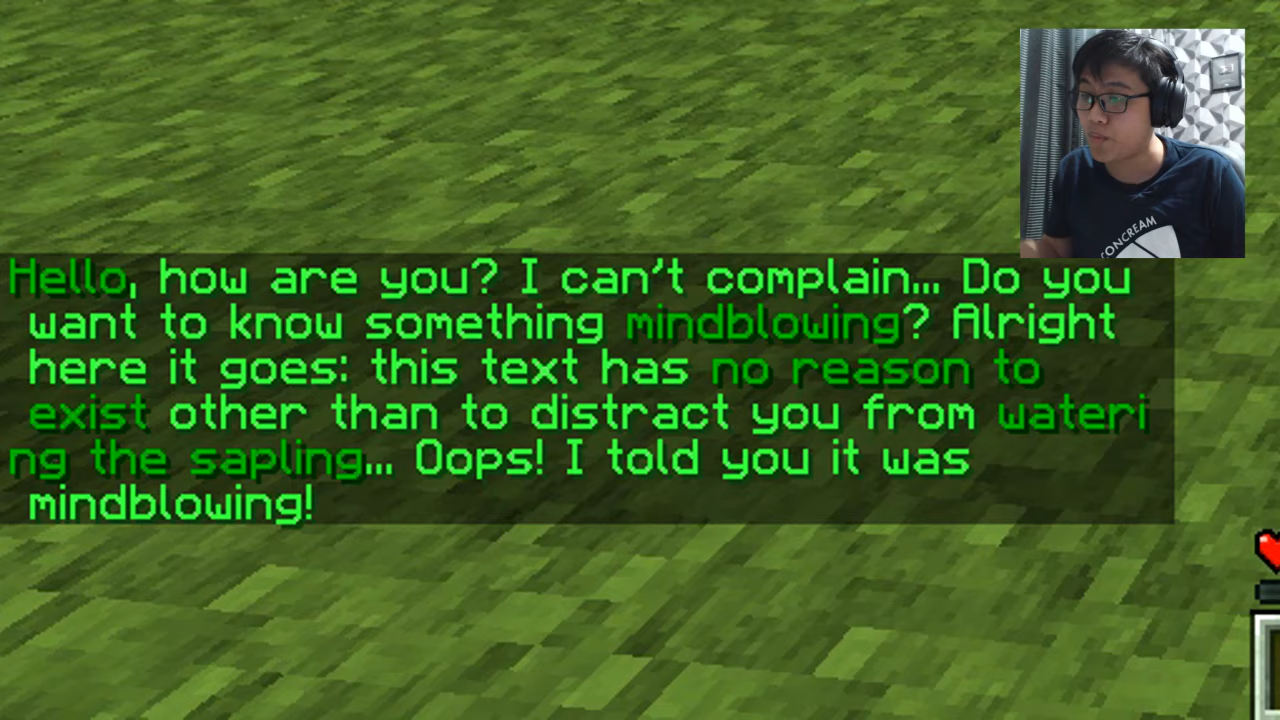 Hello, how are you? I can't complain... Do you
want to know something mindblowing? Alright
here it goes: this text has no reason to
exist other than to distract you from wateri
ng the sapling... Oops! I told you it was
mindblowing!
ONCREAM